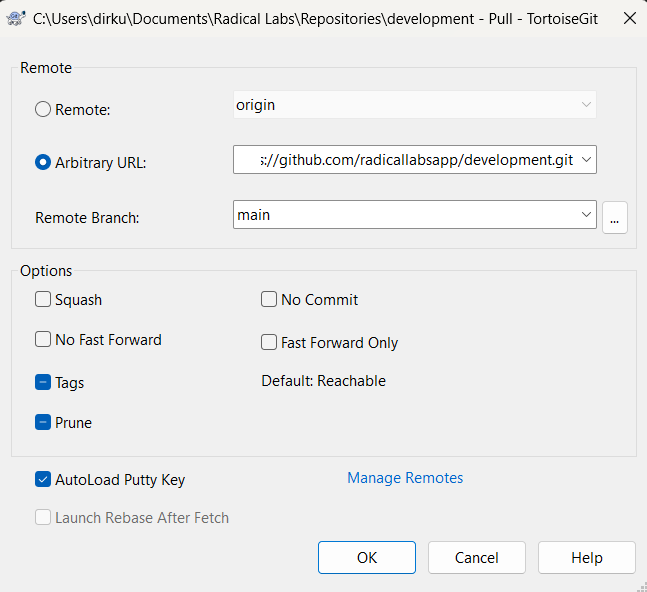 C:\Users\dirku\Documents\Radical Labs\Repositories\development - Pull - TortoiseGit
Remote
Remote:
origin
Arbitrary URL:
s://github.com/radicallabsapp/development.git
Remote Branch:
main
...
Options
Squash
No Commit
No Fast Forward
Fast Forward Only
Tags
Default: Reachable
Prune
AutoLoad Putty Key
Manage Remotes
Launch Rebase After Fetch
OK
Cancel
Help